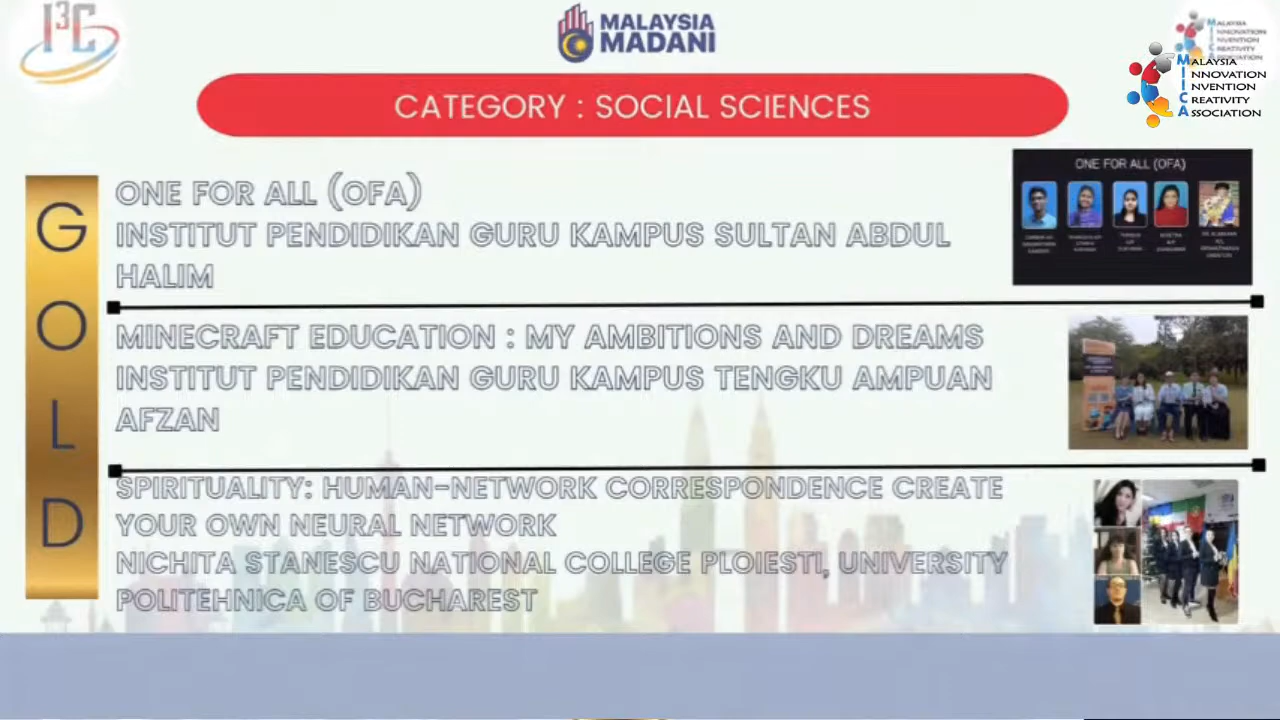 I³C
MALAYSIA
MADANI
MALAYSIA
INNOVATION
INVENTION
CREATIVITY
ASSOCIATION
CATEGORY : SOCIAL SCIENCES
GOLD
ONE FOR ALL (OFA)
INSTITUT PENDIDIKAN GURU KAMPUS SULTAN ABDUL
HALIM
ONE FOR ALL (OFA)
MINECRAFT EDUCATION : MY AMBITIONS AND DREAMS
INSTITUT PENDIDIKAN GURU KAMPUS TENGKU AMPUAN
AFZAN
SPIRITUALITY: HUMAN-NETWORK CORRESPONDENCE CREATE
YOUR OWN NEURAL NETWORK
NICHITA STANESCU NATIONAL COLLEGE PLOIESTI, UNIVERSITY
POLITEHNICA OF BUCHAREST